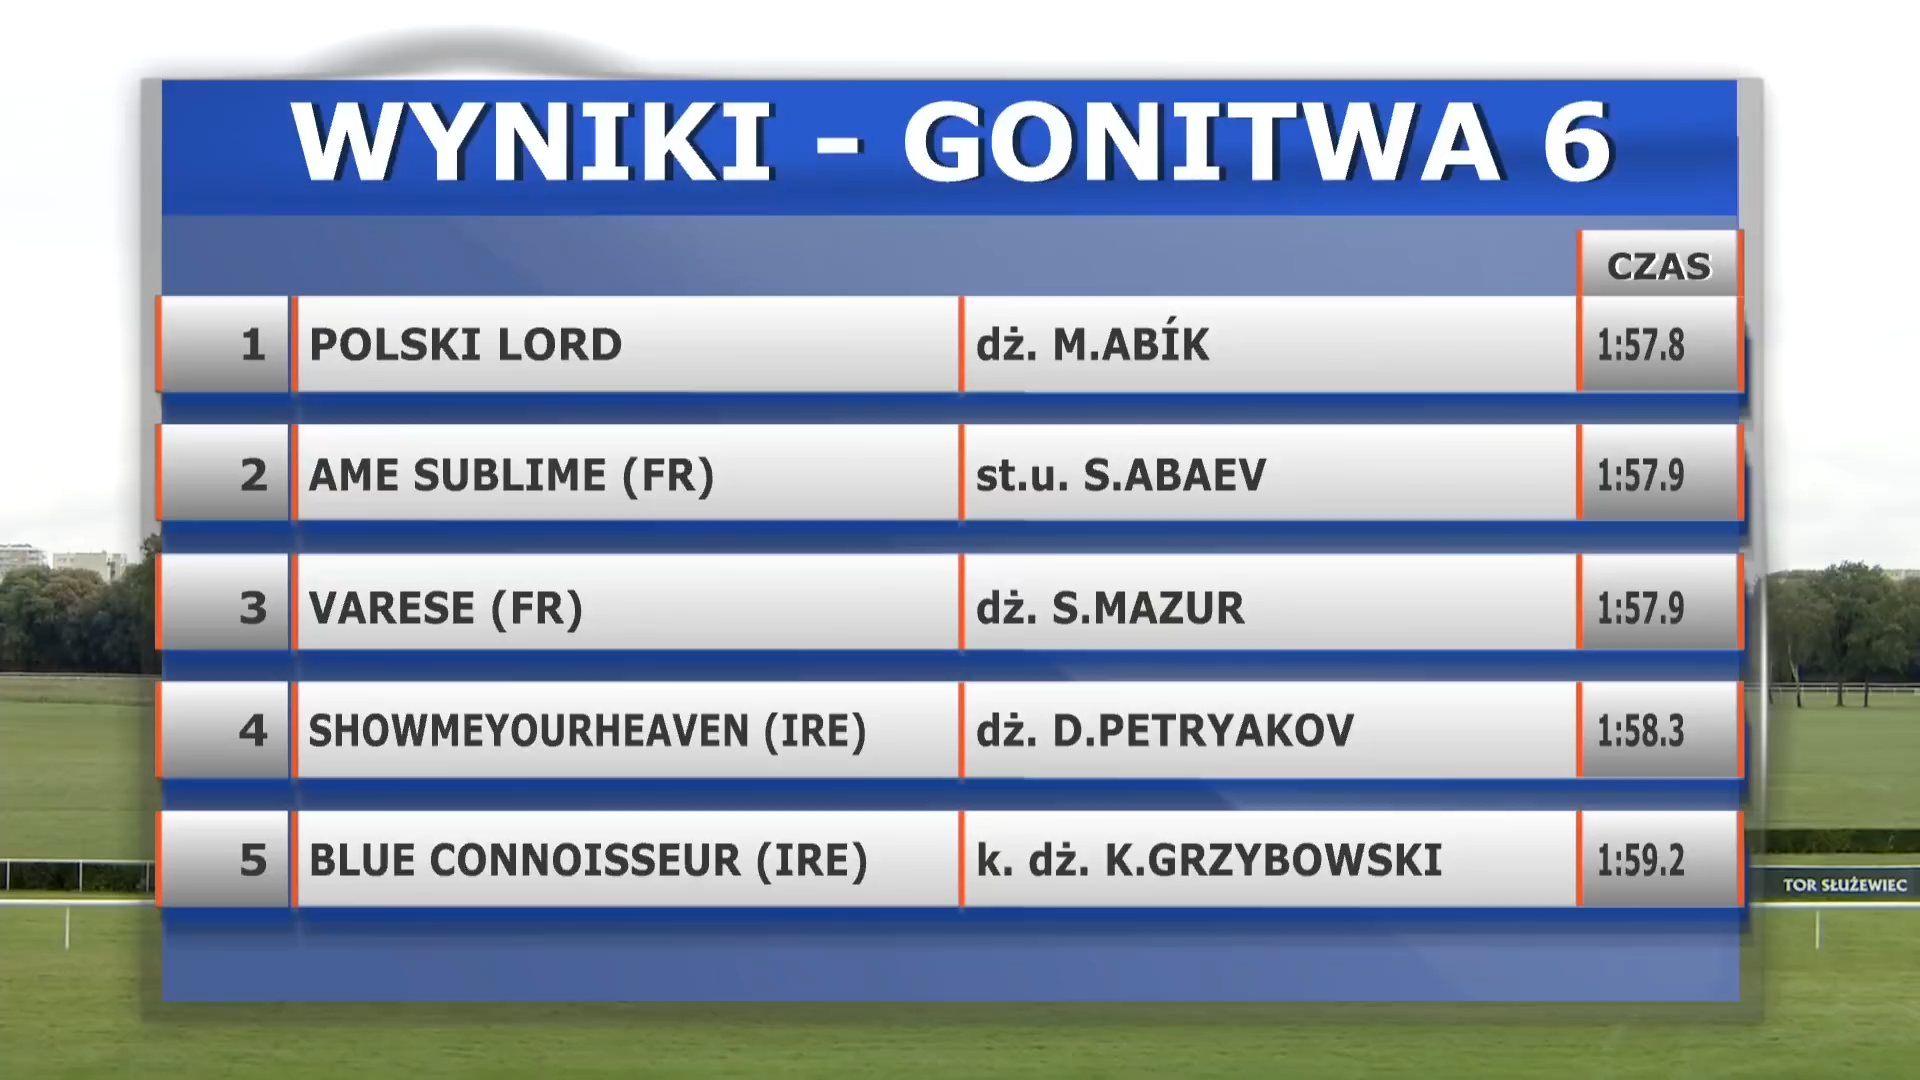 WYNIKI - GONITWA 6
CZAS
1 POLSKI LORD dż. M.ABÍK 1:57.8
2 AME SUBLIME (FR) st.u. S.ABAEV 1:57.9
3 VARESE (FR) dż. S.MAZUR 1:57.9
4 SHOWMEYOURHEAVEN (IRE) dż. D.PETRYAKOV 1:58.3
5 BLUE CONNOISSEUR (IRE) k. dż. K.GRZYBOWSKI 1:59.2
TOR SŁUŻEWIEC